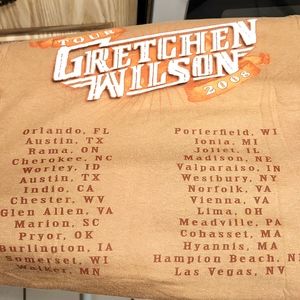 TOUR
GRETCHEN
WILSON
2008
Orlando, FL
Austin, TX
Rama, ON
Cherokee, NC
Worley, ID
Austin, TX
Indio, CA
Chester, WV
Glen Allen, VA
Marion, SC
Pryor, OK
Burlington, IA
Somerset, WI
Welker, MN
Porterfield, WI
Ionia, MI
Joliet, IL
Madison, NE
Valparaiso, IN
Westbury, NY
Norfolk, VA
Vienna, VA
Lima, OH
Meadville, PA
Cohasset, MA
Hyannis, MA
Hampton Beach, N
Las Vegas, NV